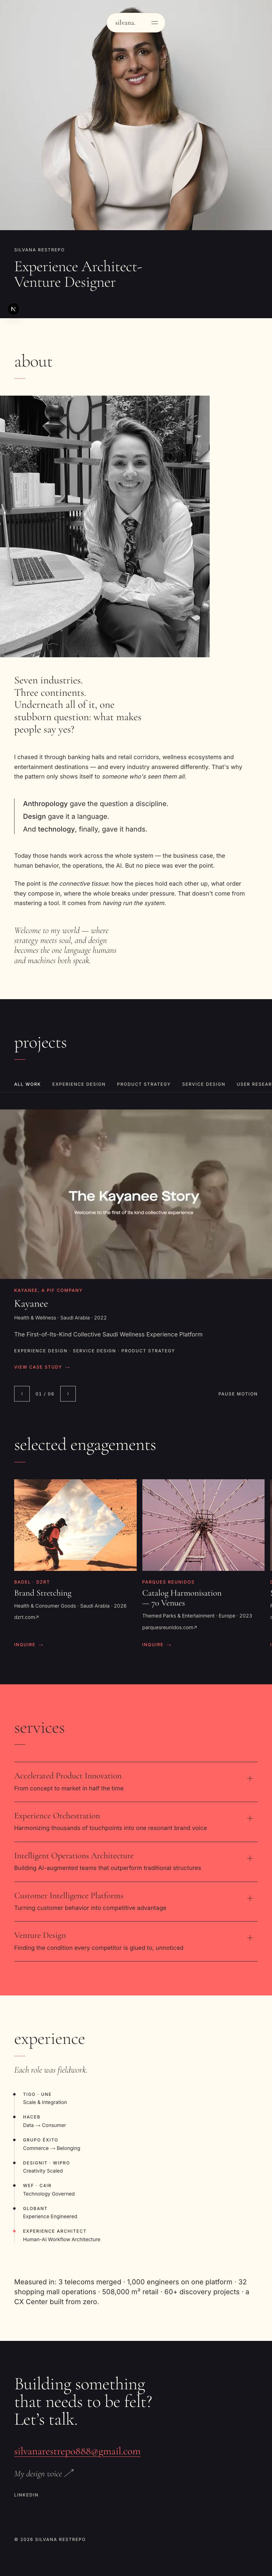 silvana.
SILVANA RESTREPO
Experience Architect-
Venture Designer
N
about
Seven industries.
Three continents.
Underneath all of it, one
stubborn question: what makes
people say yes?
I chased it through banking halls and retail corridors, wellness ecosystems and
entertainment destinations — and every industry answered differently. That's why
the pattern only shows itself to someone who's seen them all.
Anthropology gave the question a discipline.
Design gave it a language.
And technology, finally, gave it hands.
Today those hands work across the whole system — the business case, the
human behavior, the operations, the AI. But no piece was ever the point.
The point is the connective tissue: how the pieces hold each other up, what order
they compose in, where the whole breaks under pressure. That doesn't come from
mastering a tool. It comes from having run the system.
Welcome to my world — where
strategy meets soul, and design
becomes the one language humans
and machines both speak.
projects
ALL WORK EXPERIENCE DESIGN PRODUCT STRATEGY SERVICE DESIGN USER RESEAR
The Kayanee Story
Welcome to the first of its kind collective experience
KAYANEE, A PIF COMPANY
Kayanee
Health & Wellness · Saudi Arabia · 2022
The First-of-Its-Kind Collective Saudi Wellness Experience Platform
EXPERIENCE DESIGN · SERVICE DESIGN · PRODUCT STRATEGY
VIEW CASE STUDY →
‹ 01 / 06 › PAUSE MOTION
selected engagements
BADEL · DZRT
Brand Stretching
Health & Consumer Goods · Saudi Arabia · 2026
dzrt.com↗
INQUIRE →
PARQUES REUNIDOS
Catalog Harmonisation
— 70 Venues
Themed Parks & Entertainment · Europe · 2023
parquesreunidos.com↗
INQUIRE →
services
Accelerated Product Innovation
From concept to market in half the time
Experience Orchestration
Harmonizing thousands of touchpoints into one resonant brand voice
Intelligent Operations Architecture
Building AI-augmented teams that outperform traditional structures
Customer Intelligence Platforms
Turning customer behavior into competitive advantage
Venture Design
Finding the condition every competitor is glued to, unnoticed
experience
Each role was fieldwork.
TIGO · UNE
Scale & Integration
HACEB
Data → Consumer
GRUPO ÉXITO
Commerce → Belonging
DESIGNIT · WIPRO
Creativity Scaled
WEF · C4IR
Technology Governed
GLOBANT
Experience Engineered
EXPERIENCE ARCHITECT
Human-AI Workflow Architecture
Measured in: 3 telecoms merged · 1,000 engineers on one platform · 32
shopping mall operations · 508,000 m² retail · 60+ discovery projects · a
CX Center built from zero.
Building something
that needs to be felt?
Let's talk.
silvanarestrepo888@gmail.com
My design voice ↗
LINKEDIN
© 2026 SILVANA RESTREPO